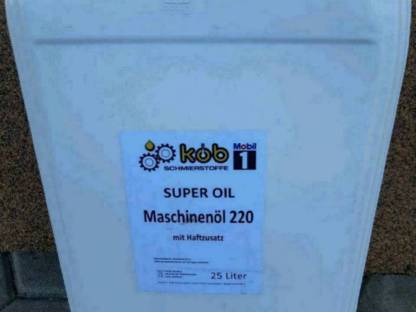 köb
SCHMIERSTOFFE
Mobil
1
SUPER OIL
Maschinenöl 220
mit Haftzusatz
25 Liter